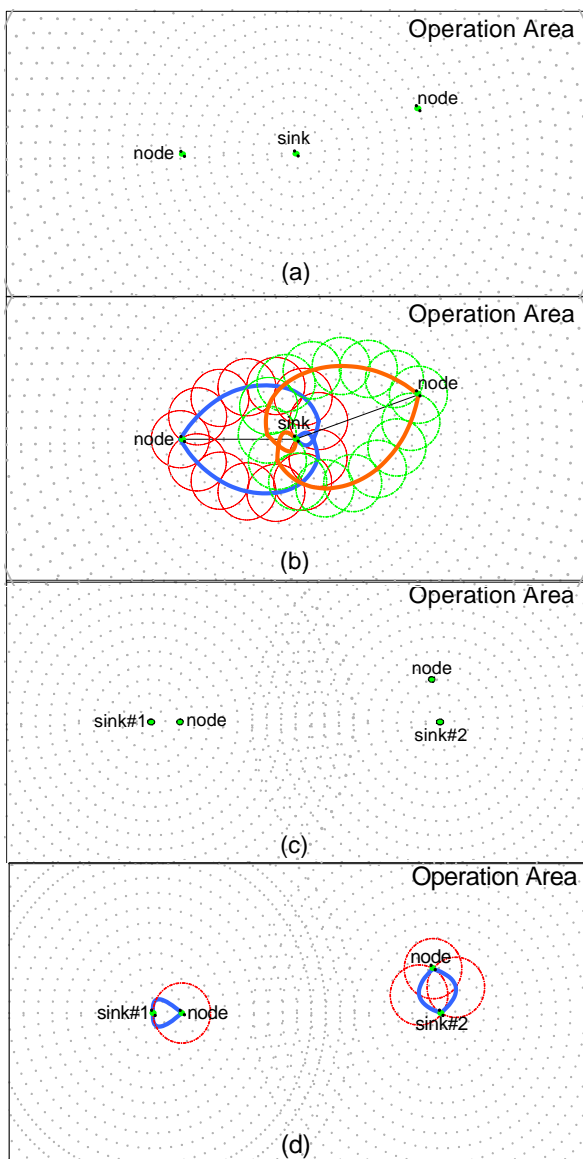 Operation Area
node
sink
node
(a)
Operation Area
node
sink
node
(b)
Operation Area
node
sink#1
node
sink#2
(c)
Operation Area
node
sink#1
node
sink#2
(d)